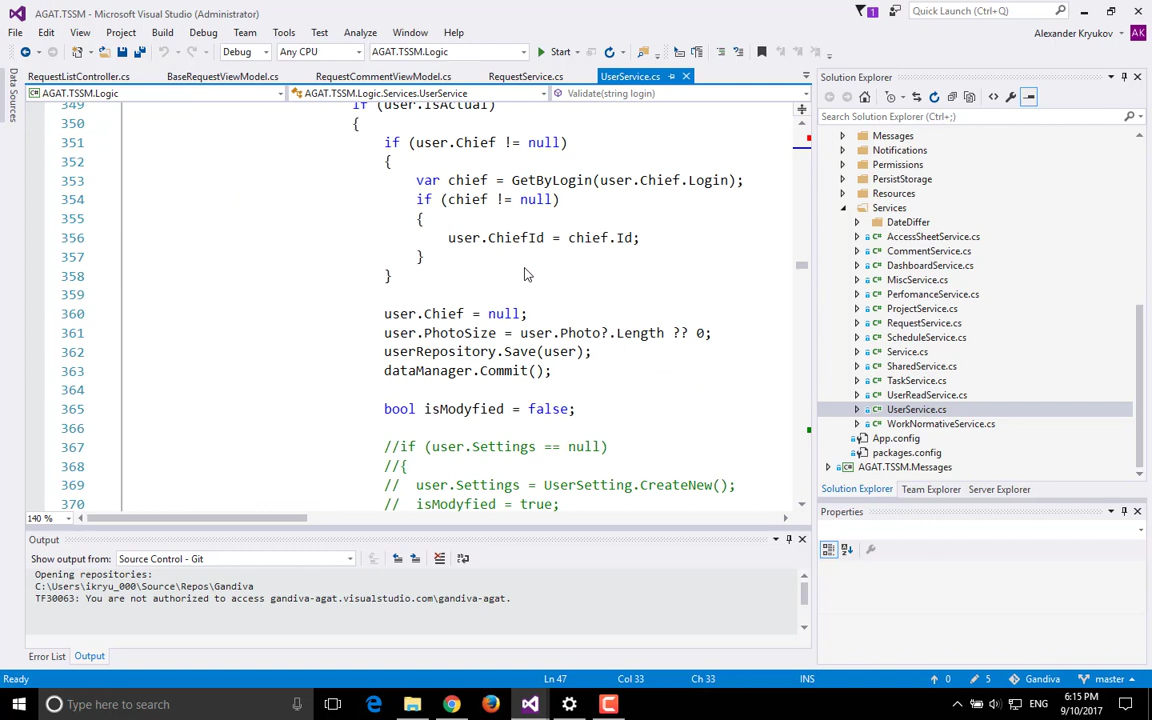 AGAT.TSSM - Microsoft Visual Studio (Administrator)
1
Quick Launch (Ctrl+Q)
File Edit View Project Build Debug Team Tools Test Analyze Window Help
Alexander Kryukov AK
Debug Any CPU AGAT.TSSM.Logic Start
Data Sources
RequestListController.cs BaseRequestViewModel.cs RequestCommentViewModel.cs RequestService.cs UserService.cs
AGAT.TSSM.Logic AGAT.TSSM.Logic.Services.UserService Validate(string login)
349 if (user.IsActual)
350 {
351 if (user.Chief != null)
352 {
353 var chief = GetByLogin(user.Chief.Login);
354 if (chief != null)
355 {
356 user.ChiefId = chief.Id;
357 }
358 }
359
360 user.Chief = null;
361 user.PhotoSize = user.Photo?.Length ?? 0;
362 userRepository.Save(user);
363 dataManager.Commit();
364
365 bool isModyfied = false;
366
367 //if (user.Settings == null)
368 //{
369 // user.Settings = UserSetting.CreateNew();
370 // isModyfied = true;
140 %
Solution Explorer
Search Solution Explorer (Ctrl+;)
Messages
Notifications
Permissions
PersistStorage
Resources
Services
DateDiffer
C# AccessSheetService.cs
C# CommentService.cs
C# DashboardService.cs
C# MiscService.cs
C# PerfomanceService.cs
C# ProjectService.cs
C# RequestService.cs
C# ScheduleService.cs
C# Service.cs
C# SharedService.cs
C# TaskService.cs
C# UserReadService.cs
C# UserService.cs
C# WorkNormativeService.cs
App.config
packages.config
C# AGAT.TSSM.Messages
Solution Explorer Team Explorer Server Explorer
Properties
Output
Show output from: Source Control - Git
Opening repositories:
C:\Users\ikryu_000\Source\Repos\Gandiva
TF30063: You are not authorized to access gandiva-agat.visualstudio.com\gandiva-agat.
Error List Output
Ready Ln 47 Col 33 Ch 33 INS 0 5 Gandiva master
Type here to search
ENG
6:15 PM
9/10/2017